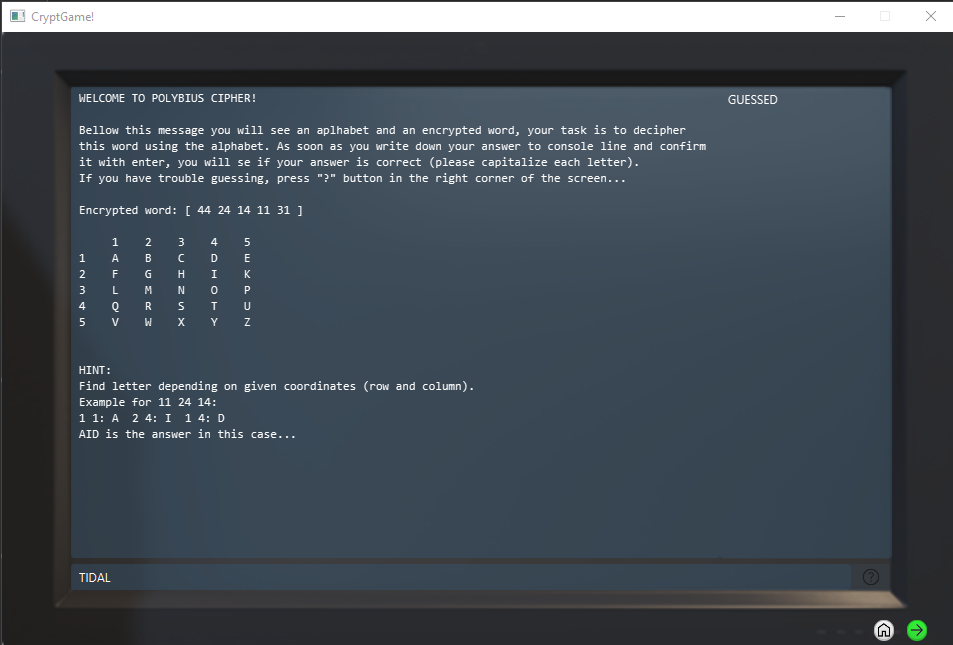 CryptGame!
WELCOME TO POLYBIUS CIPHER!
GUESSED
Bellow this message you will see an aplhabet and an encrypted word, your task is to decipher
this word using the alphabet. As soon as you write down your answer to console line and confirm
it with enter, you will se if your answer is correct (please capitalize each letter).
If you have trouble guessing, press "?" button in the right corner of the screen...
Encrypted word: [ 44 24 14 11 31 ]
1 2 3 4 5
1 A B C D E
2 F G H I K
3 L M N O P
4 Q R S T U
5 V W X Y Z
HINT:
Find letter depending on given coordinates (row and column).
Example for 11 24 14:
1 1: A  2 4: I  1 4: D
AID is the answer in this case...
TIDAL
?